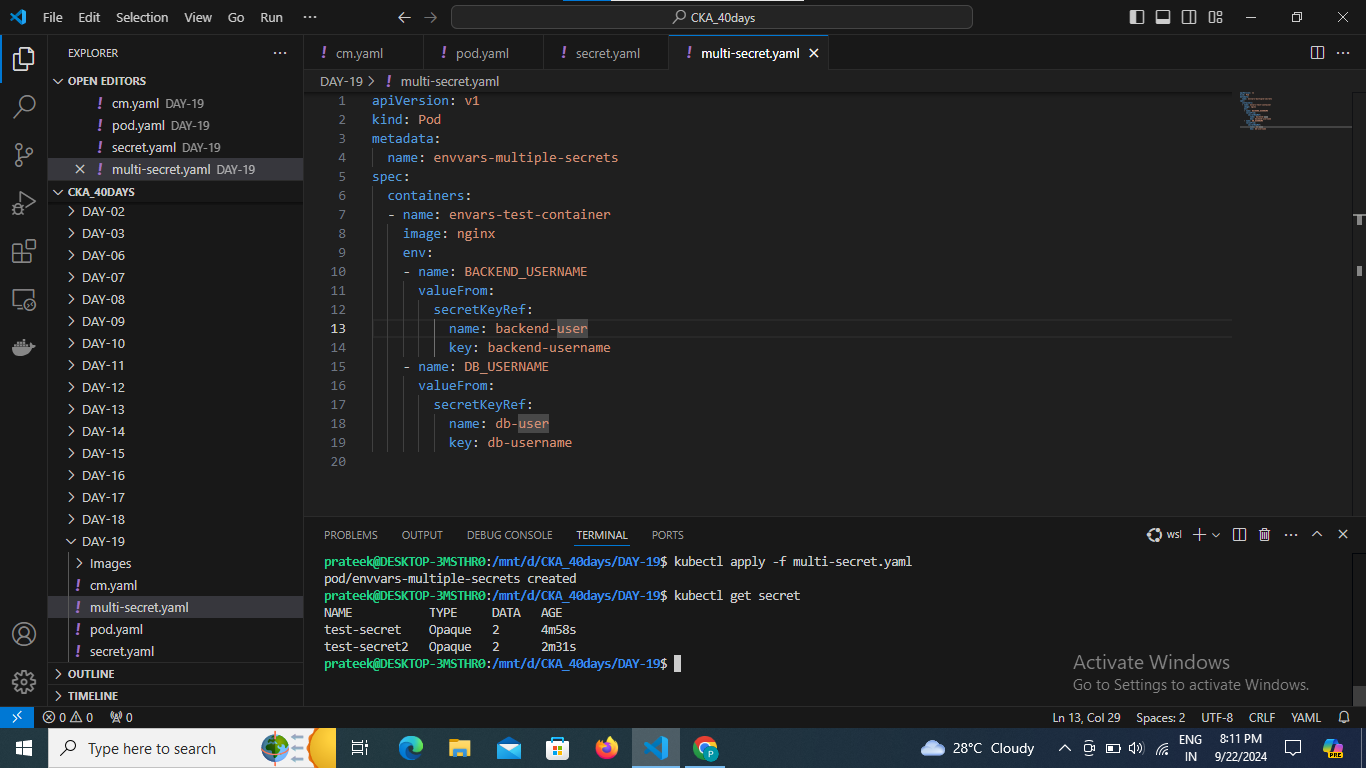 File Edit Selection View Go Run ··· CKA_40days
EXPLORER ···
OPEN EDITORS
! cm.yaml DAY-19
! pod.yaml DAY-19
! secret.yaml DAY-19
! multi-secret.yaml DAY-19
CKA_40DAYS
DAY-02
DAY-03
DAY-06
DAY-07
DAY-08
DAY-09
DAY-10
DAY-11
DAY-12
DAY-13
DAY-14
DAY-15
DAY-16
DAY-17
DAY-18
DAY-19
Images
! cm.yaml
! multi-secret.yaml
! pod.yaml
! secret.yaml
OUTLINE
TIMELINE
! cm.yaml ! pod.yaml ! secret.yaml ! multi-secret.yaml
DAY-19 > ! multi-secret.yaml
1 apiVersion: v1
2 kind: Pod
3 metadata:
4 name: envvars-multiple-secrets
5 spec:
6 containers:
7 - name: envars-test-container
8 image: nginx
9 env:
10 - name: BACKEND_USERNAME
11 valueFrom:
12 secretKeyRef:
13 name: backend-user
14 key: backend-username
15 - name: DB_USERNAME
16 valueFrom:
17 secretKeyRef:
18 name: db-user
19 key: db-username
20
PROBLEMS OUTPUT DEBUG CONSOLE TERMINAL PORTS wsl
prateek@DESKTOP-3MSTHR0:/mnt/d/CKA_40days/DAY-19$ kubectl apply -f multi-secret.yaml
pod/envvars-multiple-secrets created
prateek@DESKTOP-3MSTHR0:/mnt/d/CKA_40days/DAY-19$ kubectl get secret
NAME TYPE DATA AGE
test-secret Opaque 2 4m58s
test-secret2 Opaque 2 2m31s
prateek@DESKTOP-3MSTHR0:/mnt/d/CKA_40days/DAY-19$
Activate Windows
Go to Settings to activate Windows.
0 0 0 Ln 13, Col 29 Spaces: 2 UTF-8 CRLF YAML
Type here to search 28°C Cloudy ENG 8:11 PM
IN 9/22/2024